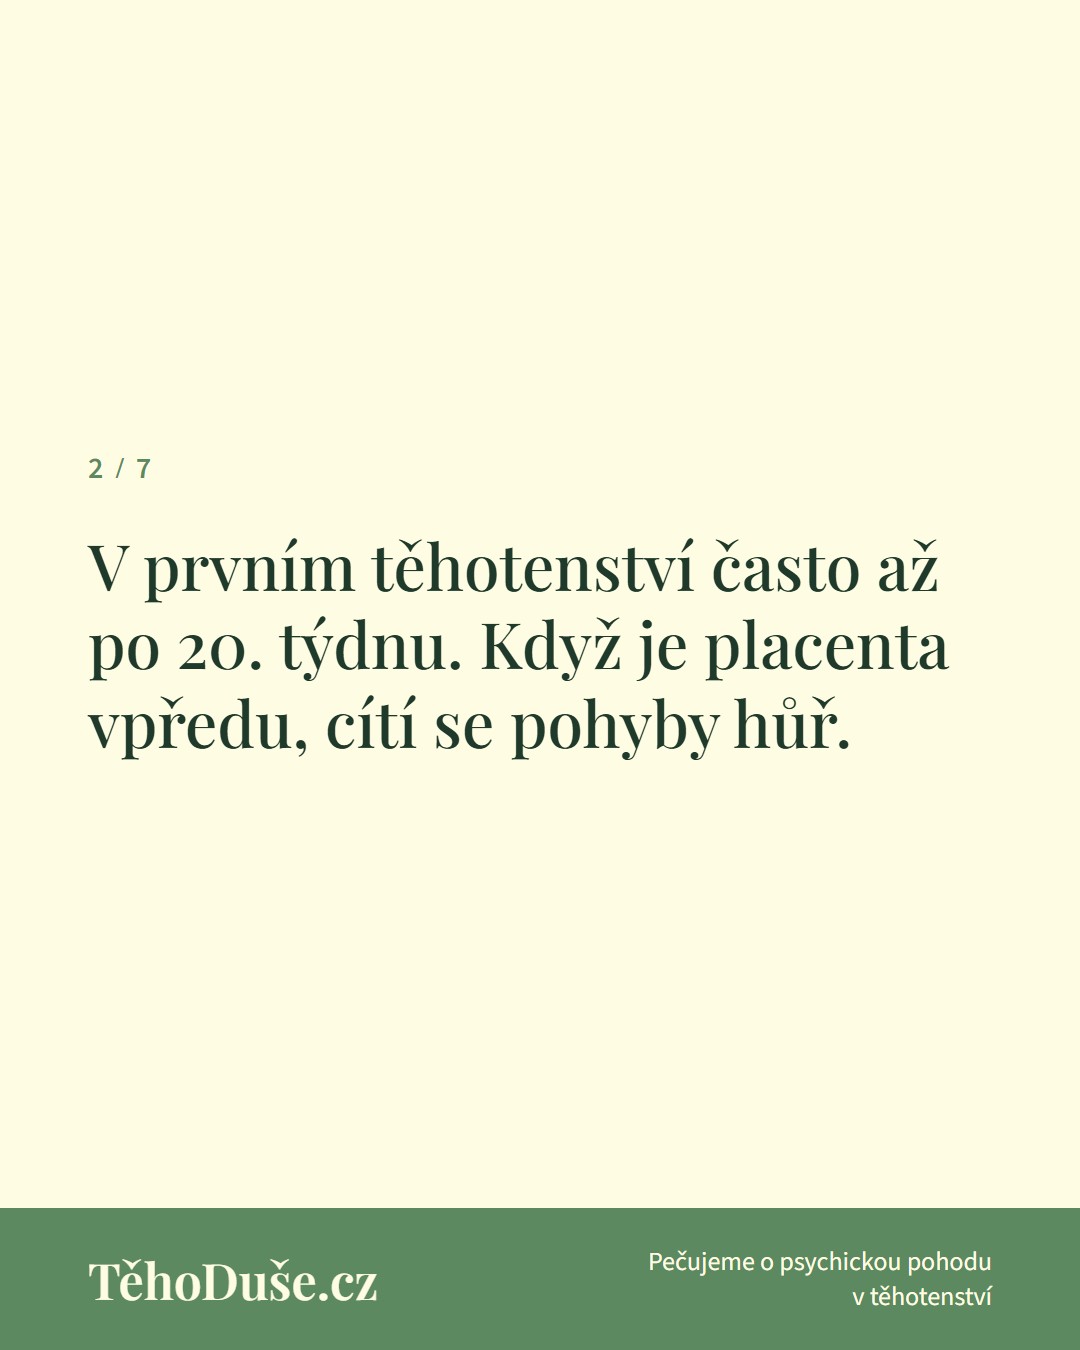 2 / 7
V prvním těhotenství často až
po 20. týdnu. Když je placenta
vpředu, cítí se pohyby hůř.
TěhoDuše.cz
Pečujeme o psychickou pohodu
v těhotenství